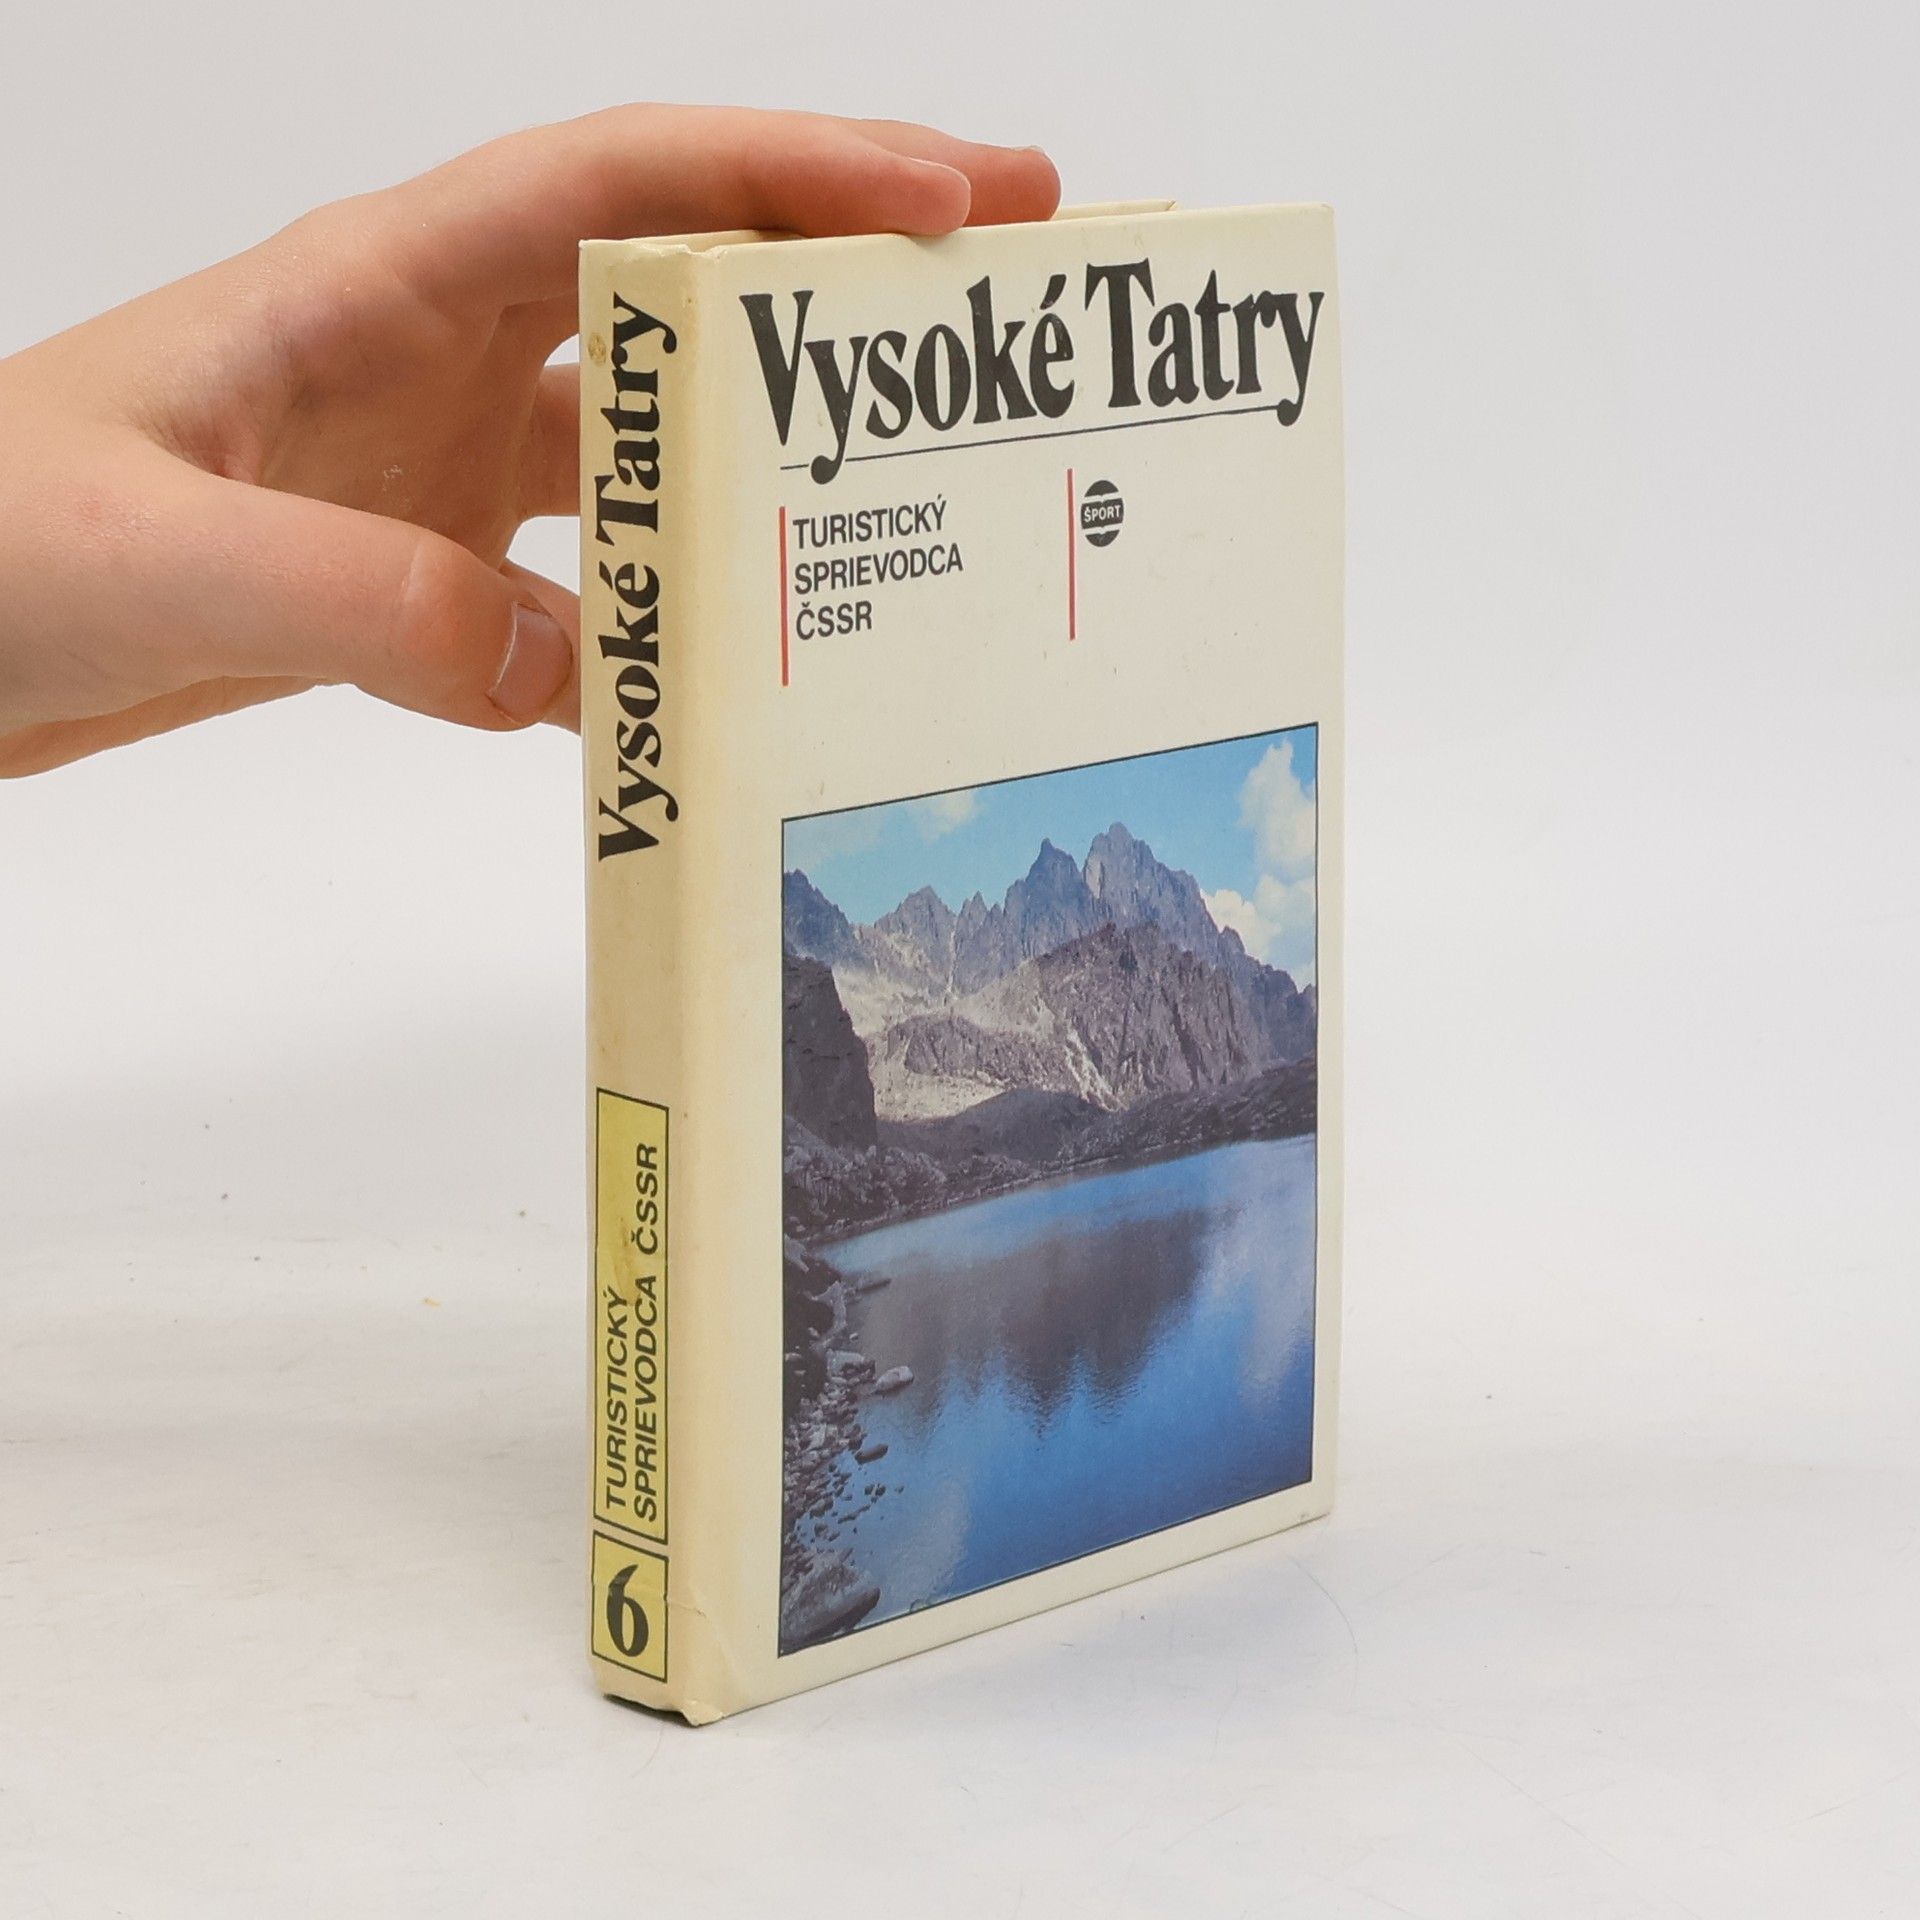 Vysoké Tatry
TURISTICKÝ
SPRIEVODCA
ČSSR
ŠPORT
Vysoké Tatry
TURISTICKÝ
SPRIEVODCA ČSSR
6